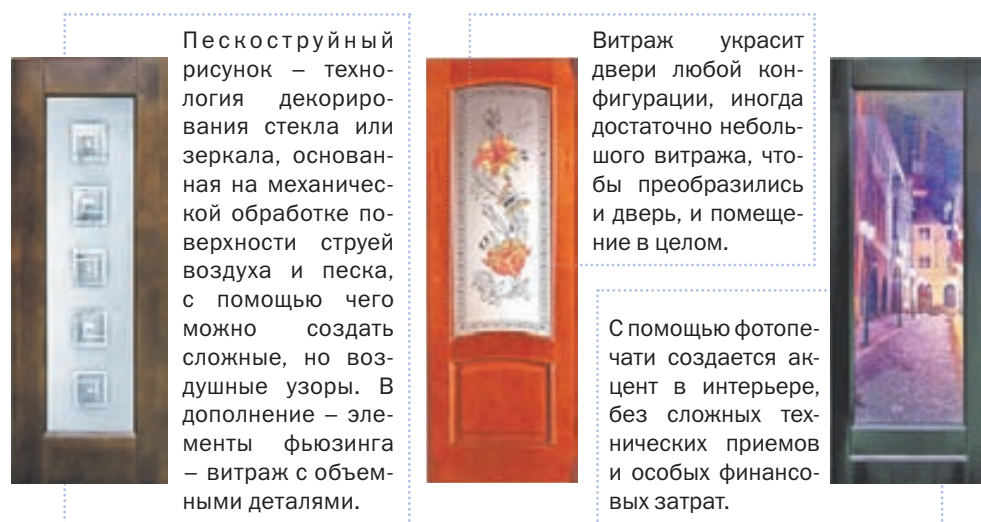 Пескоструйный
рисунок – техно-
логия декориро-
вания стекла или
зеркала, основан-
ная на механичес-
кой обработке по-
верхности струей
воздуха и песка,
с помощью чего
можно создать
сложные, но воз-
душные узоры. В
дополнение – эле-
менты фьюзинга
– витраж с объем-
ными деталями.
Витраж украсит
двери любой кон-
фигурации, иногда
достаточно неболь-
шого витража, что-
бы преобразились
и дверь, и помеще-
ние в целом.
С помощью фотопе-
чати создается ак-
цент в интерьере,
без сложных тех-
нических приемов
и особых финансо-
вых затрат.